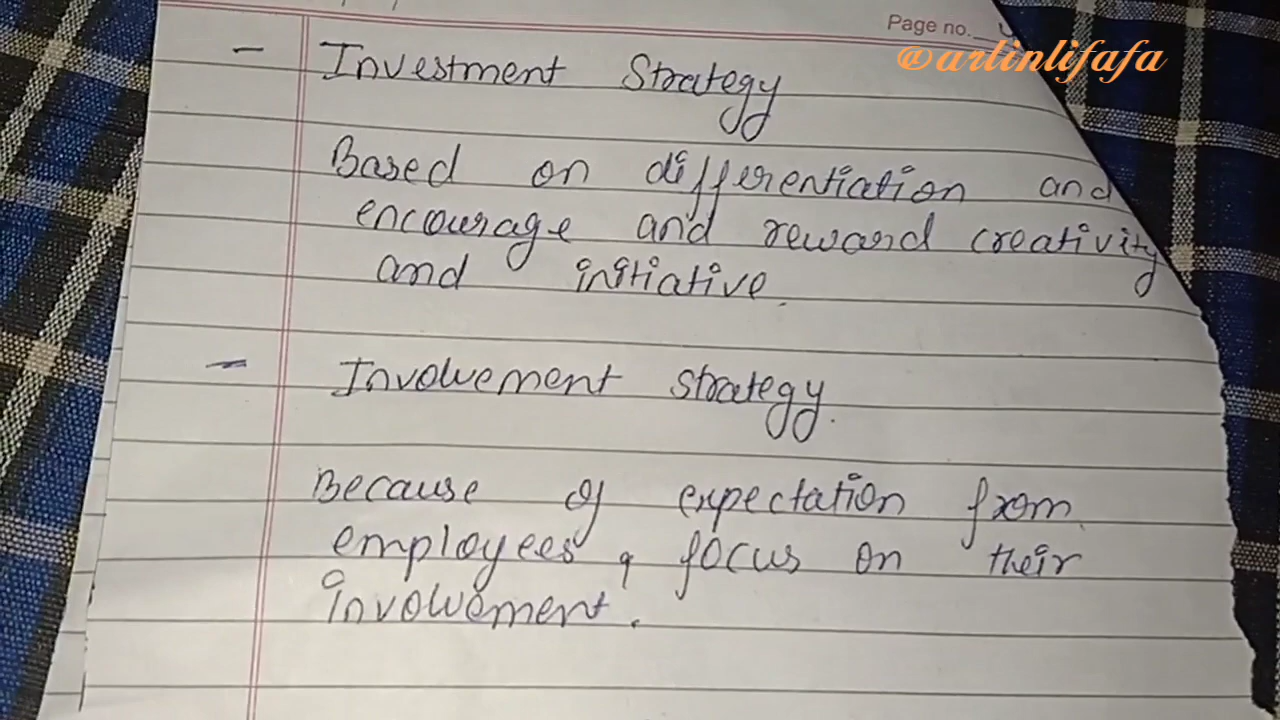 Page no.
@artinlifafa
- Investment Strategy
Based on differentiation and
encourage and reward creativity
and initiative.
- Involvement strategy.
Because of expectation from
employees, focus on their
involvement.